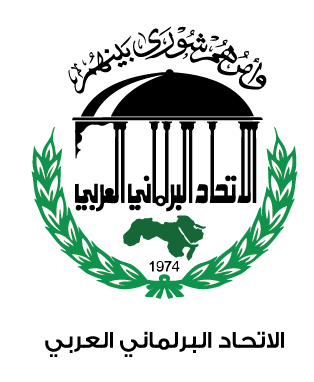 وأمرهم شورى بينهم
الاتحاد البرلماني العربي
1974
الاتحاد البرلماني العربي